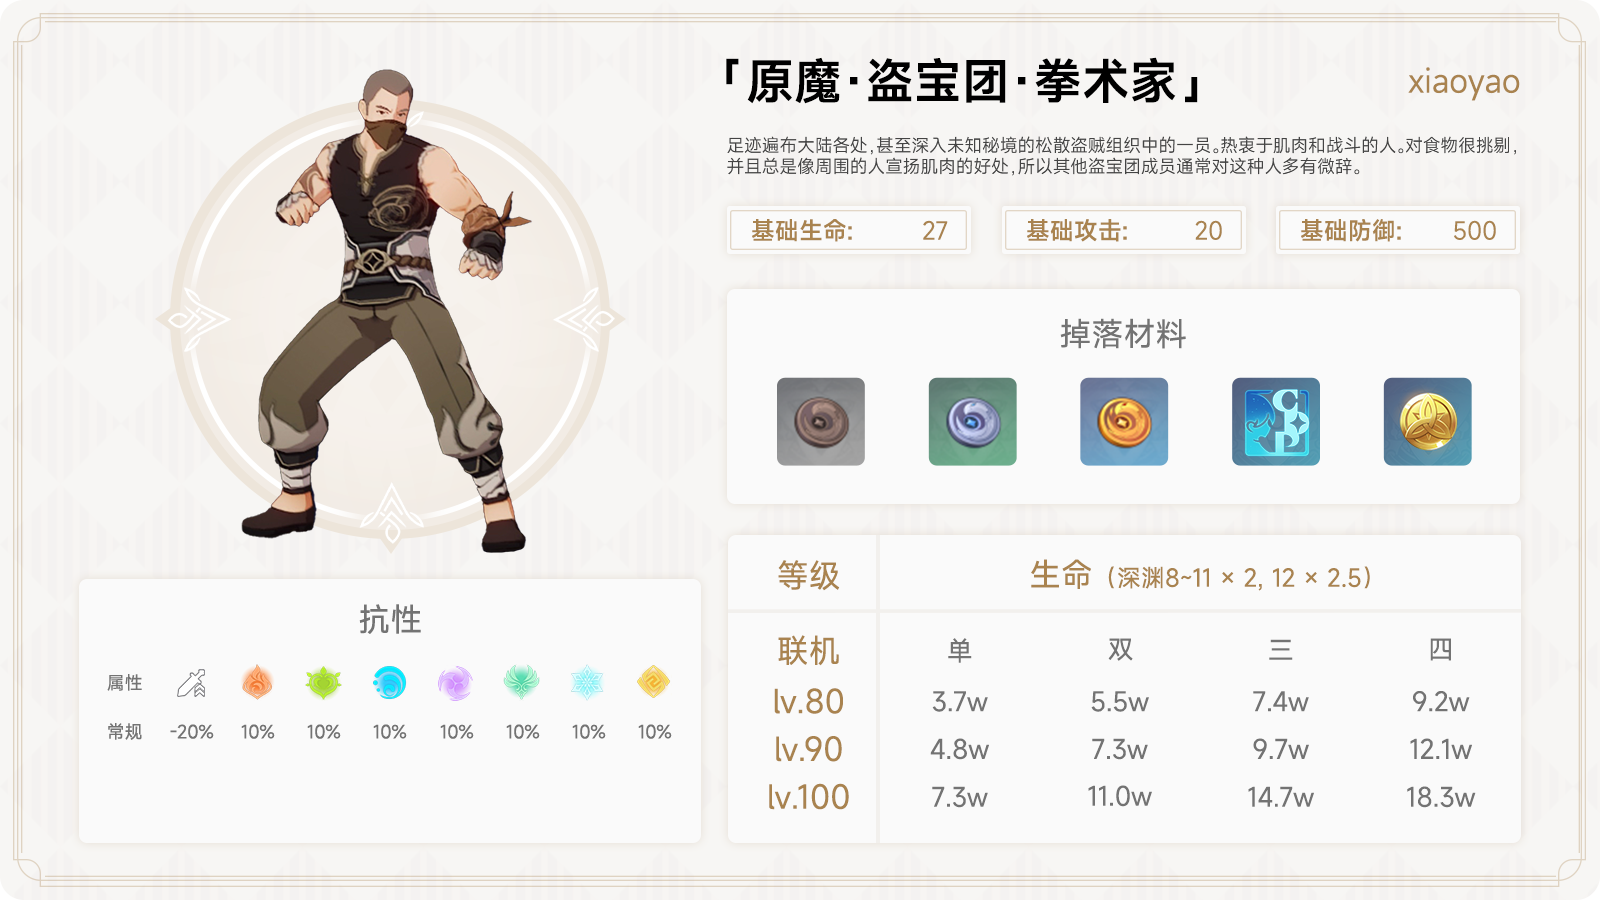 「原魔·盗宝团·拳术家」
xiaoyao
足迹遍布大陆各处,甚至深入未知秘境的松散盗贼组织中的一员。热衷于肌肉和战斗的人。对食物很挑剔,
并且总是像周围的人宣扬肌肉的好处,所以其他盗宝团成员通常对这种人多有微辞。
基础生命: 27 基础攻击: 20 基础防御: 500
掉落材料
抗性
属性
常规 -20% 10% 10% 10% 10% 10% 10% 10%
等级 生命（深渊8~11 × 2, 12 × 2.5）
联机 单 双 三 四
lv.80 3.7w 5.5w 7.4w 9.2w
lv.90 4.8w 7.3w 9.7w 12.1w
lv.100 7.3w 11.0w 14.7w 18.3w